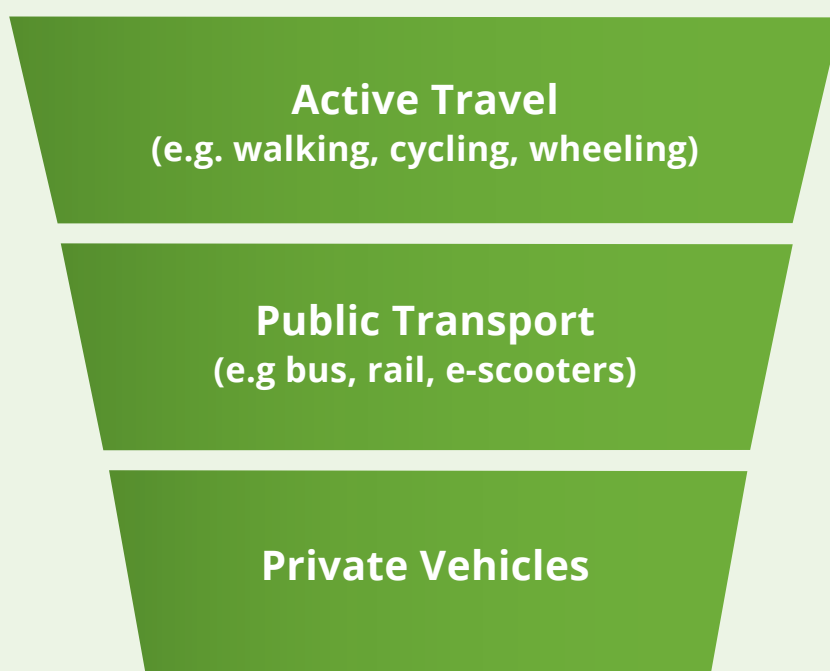 Active Travel
(e.g. walking, cycling, wheeling)
Public Transport
(e.g bus, rail, e-scooters)
Private Vehicles